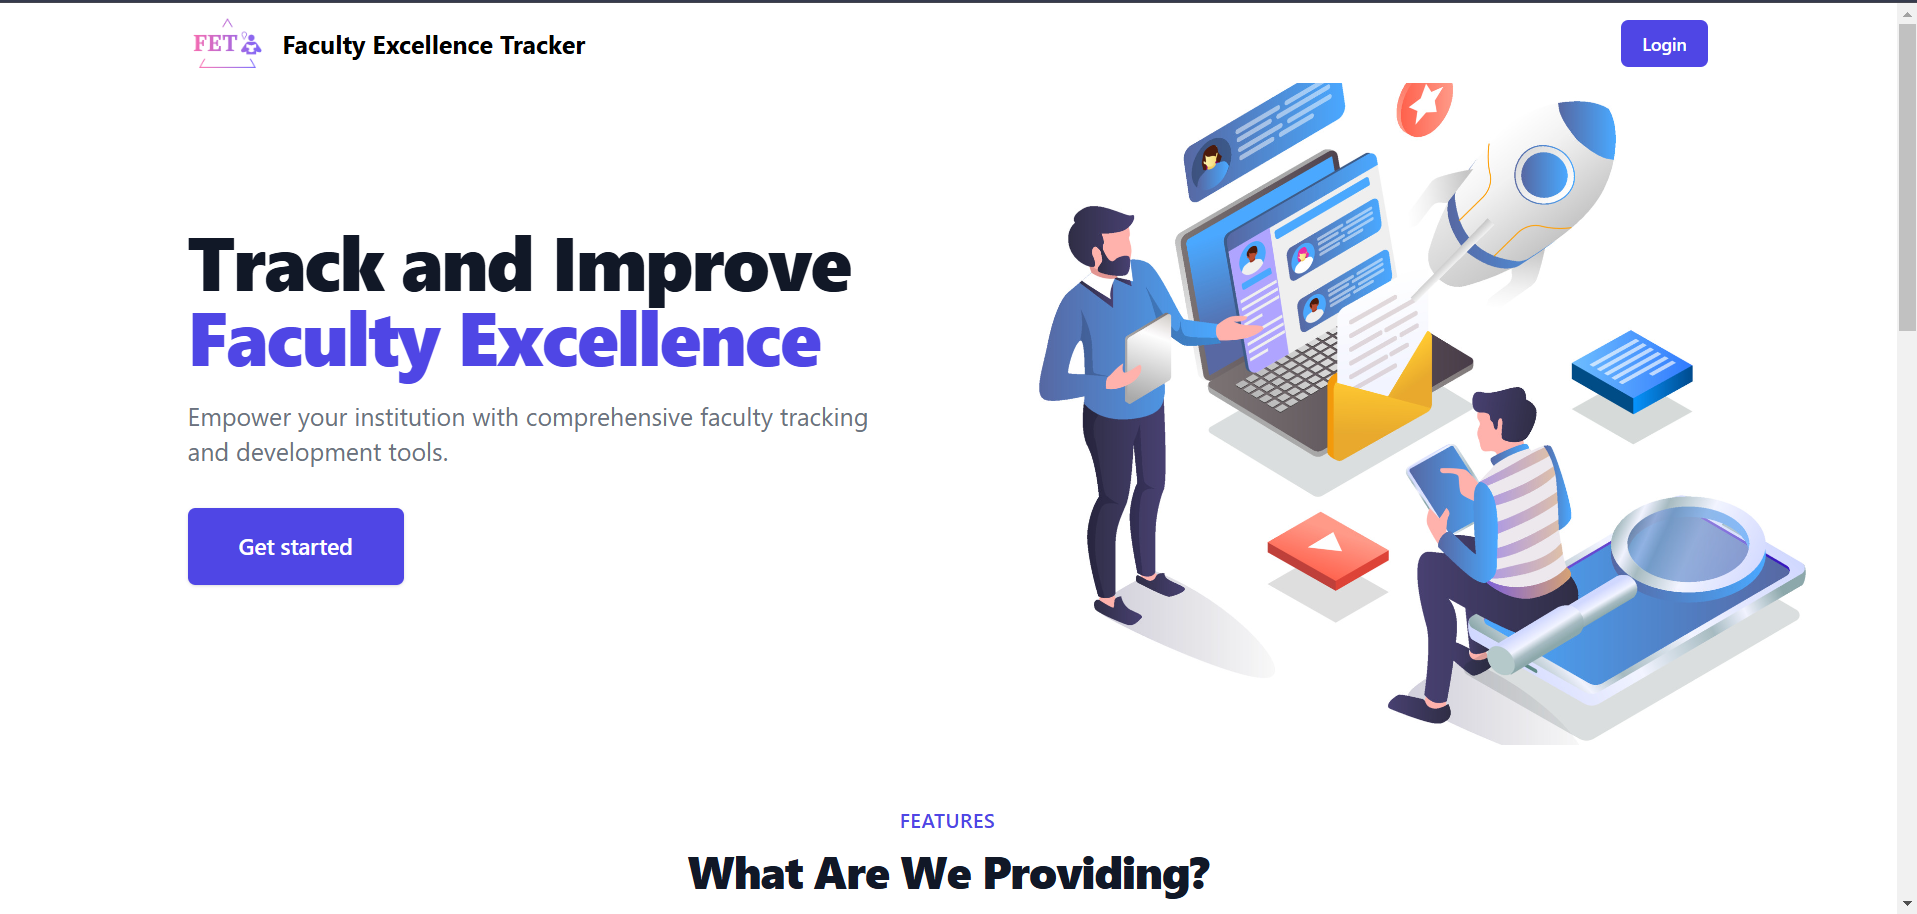 FET
Faculty Excellence Tracker
Login
Track and Improve
Faculty Excellence
Empower your institution with comprehensive faculty tracking
and development tools.
Get started
FEATURES
What Are We Providing?